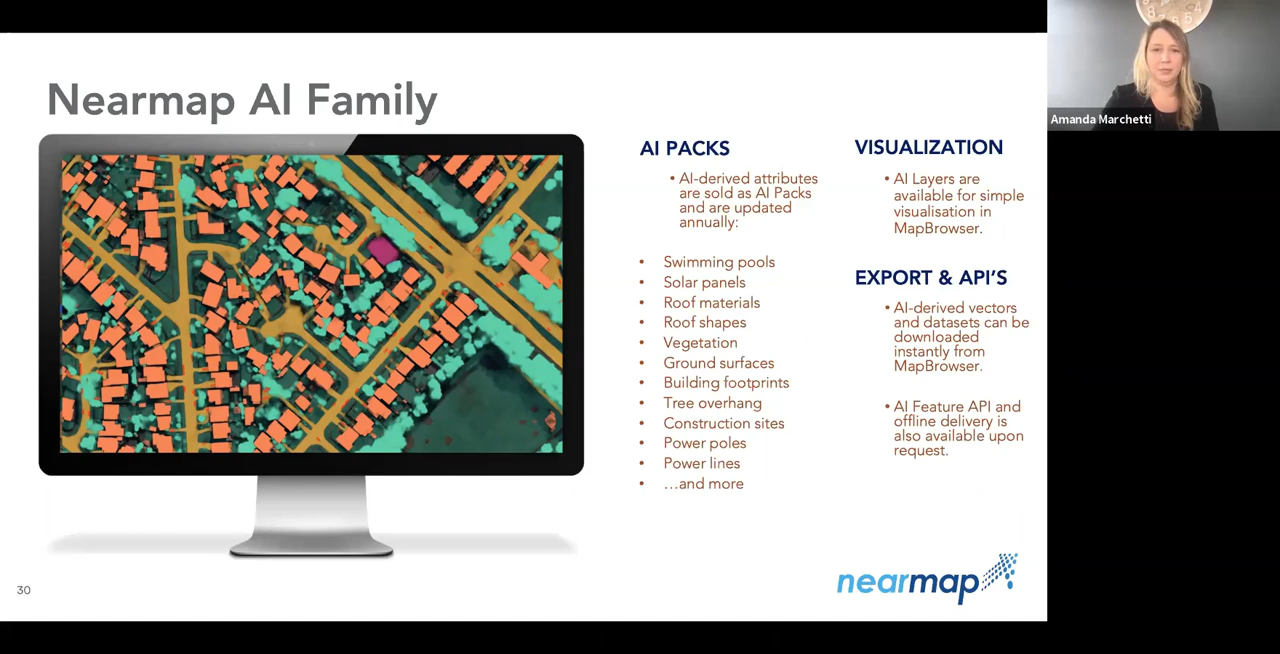 Nearmap AI Family
AI PACKS
• AI-derived attributes
are sold as AI Packs
and are updated
annually:
• Swimming pools
• Solar panels
• Roof materials
• Roof shapes
• Vegetation
• Ground surfaces
• Building footprints
• Tree overhang
• Construction sites
• Power poles
• Power lines
• …and more
VISUALIZATION
• AI Layers are
available for simple
visualisation in
MapBrowser.
EXPORT & API'S
• AI-derived vectors
and datasets can be
downloaded
instantly from
MapBrowser.
• AI Feature API and
offline delivery is
also available upon
request.
30
nearmap
Amanda Marchetti